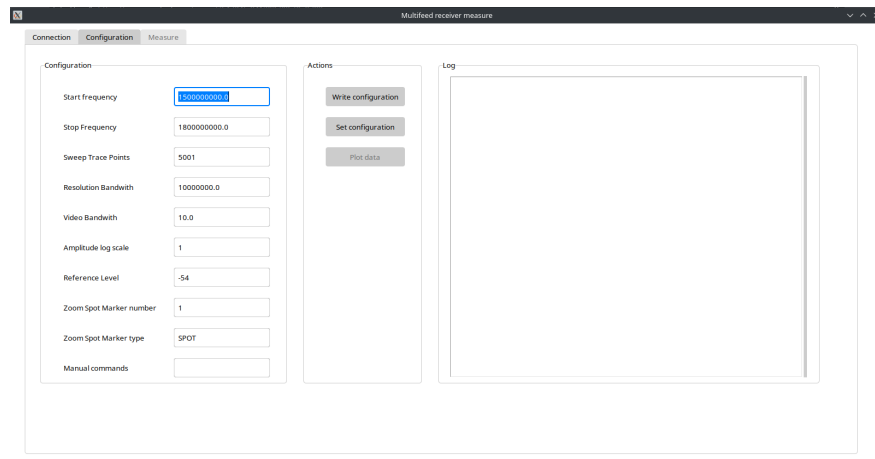 Multifeed receiver measure
Connection Configuration Measure
Configuration
Start frequency 1500000000.0
Stop Frequency 1800000000.0
Sweep Trace Points 5001
Resolution Bandwith 10000000.0
Video Bandwith 10.0
Amplitude log scale 1
Reference Level -54
Zoom Spot Marker number 1
Zoom Spot Marker type SPOT
Manual commands
Actions
Write configuration
Set configuration
Plot data
Log